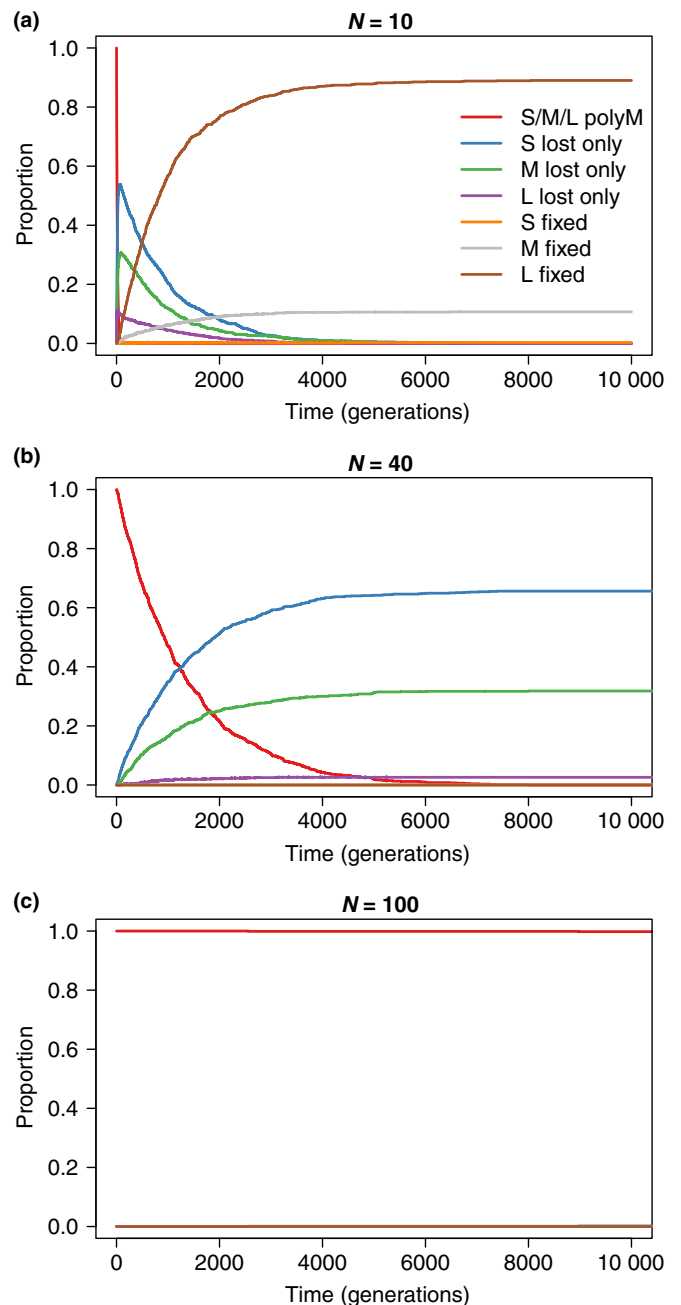 (a)
N = 10
1.0
0.8
0.6
0.4
0.2
0.0
Proportion
S/M/L polyM
S lost only
M lost only
L lost only
S fixed
M fixed
L fixed
0 2000 4000 6000 8000 10 000
Time (generations)
(b)
N = 40
1.0
0.8
0.6
0.4
0.2
0.0
Proportion
0 2000 4000 6000 8000 10 000
Time (generations)
(c)
N = 100
1.0
0.8
0.6
0.4
0.2
0.0
Proportion
0 2000 4000 6000 8000 10 000
Time (generations)